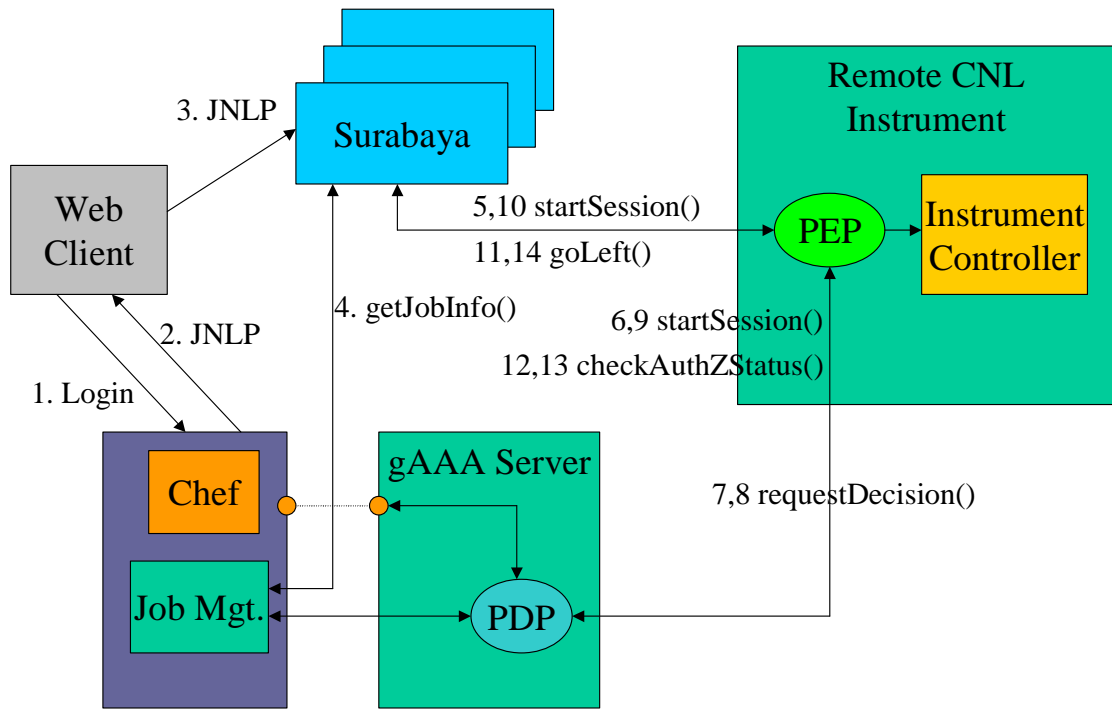 3. JNLP
Surabaya
Remote CNL
Instrument
Web
Client
5,10 startSession()
11,14 goLeft()
PEP
Instrument
Controller
2. JNLP
4. getJobInfo()
6,9 startSession()
12,13 checkAuthZStatus()
1. Login
Chef
gAAA Server
7,8 requestDecision()
Job Mgt.
PDP